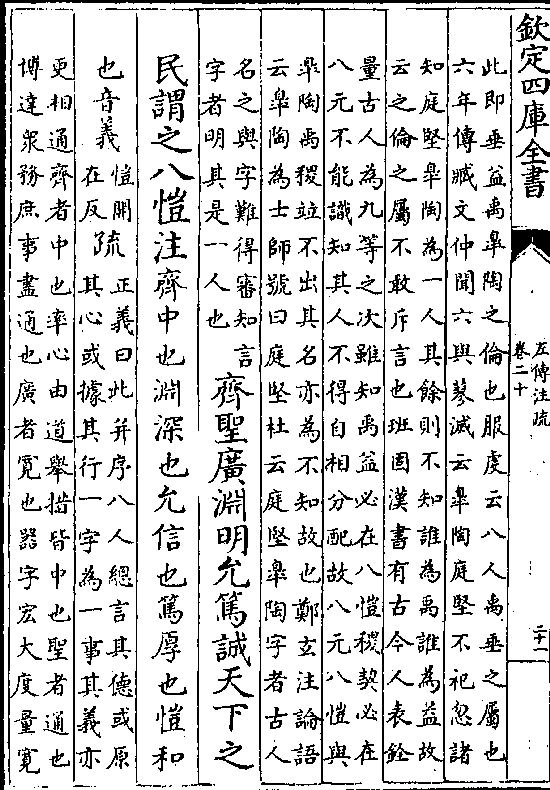 欽定四庫全書
左傳注疏
卷二十
二十一
此即垂益禹臯陶之倫也服虔云八人禹垂之屬也
六年傳臧文仲聞六與蓼滅云臯陶庭堅不祀忽諸
知庭堅臯陶為一人其餘則不知誰為禹誰為益故
云之倫之屬不敢斥言也班固漢書有古今人表銓
量古人為九等之次雖知禹益必在八愷稷契必在
八元不能識知其人不得自相分配故八元八愷與
臯陶禹稷竝不出其名亦為不知故也鄭玄注論語
云臯陶為士師號曰庭堅杜云庭堅臯陶字者古人
名之與字難得審知言
字者明其是一人也
齊聖廣淵明允篤誠天下之
民謂之八愷注齊中也淵深也允信也篤厚也愷和
也音義
愷開
在反
疏
正義曰此并序八人總言其德或原
其心或據其行一字為一事其義亦
更相通齊者中也率心由道舉措皆中也聖者通也
博達衆務庶事盡通也廣者寛也器字宏大度量寛